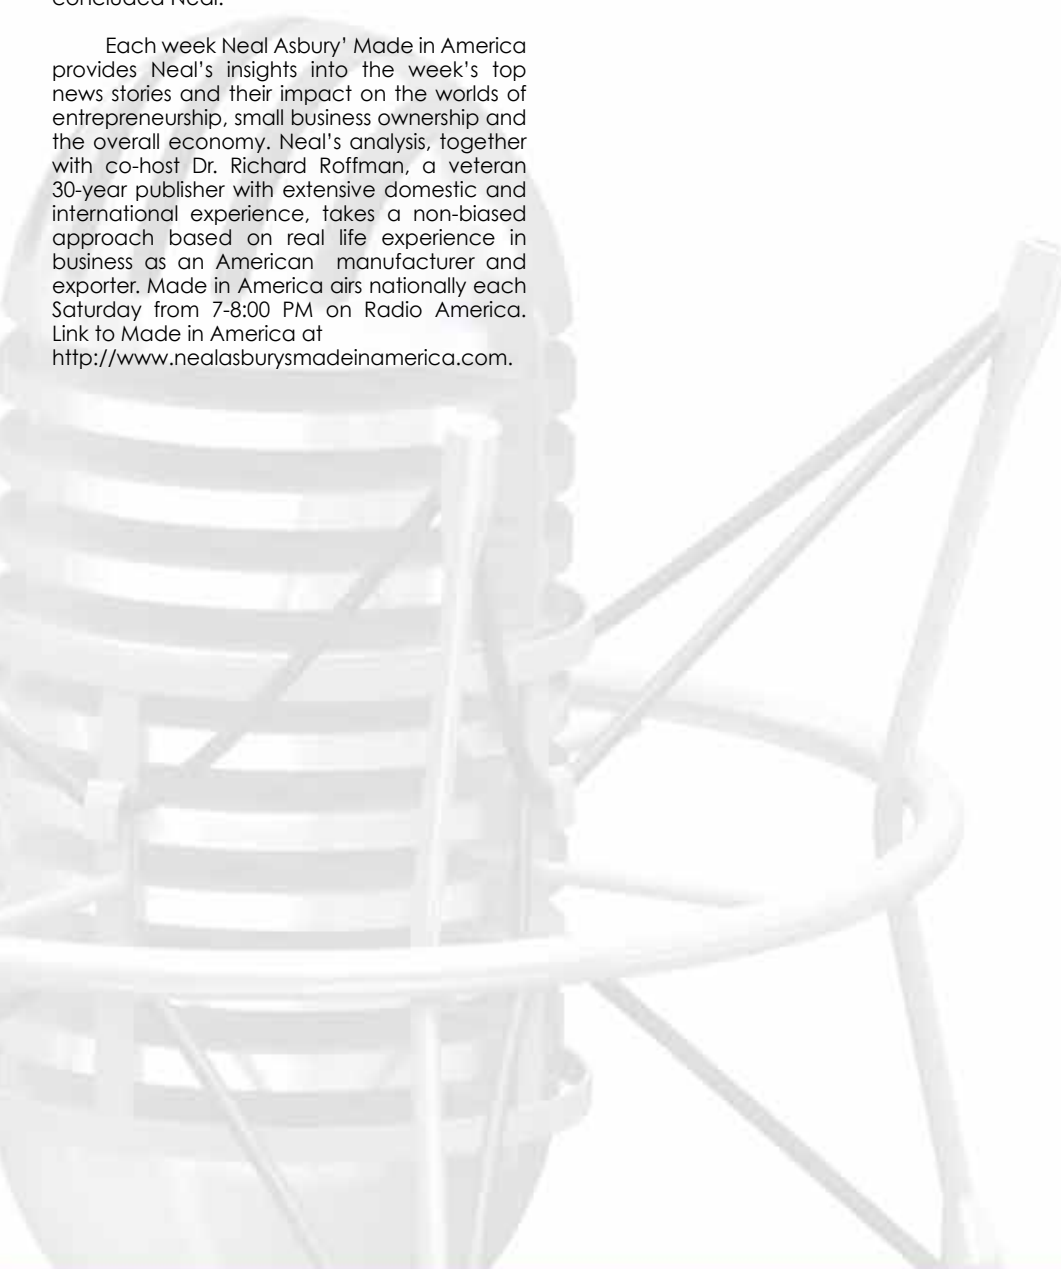 concluded Neal.
Each week Neal Asbury' Made in America
provides Neal's insights into the week's top
news stories and their impact on the worlds of
entrepreneurship, small business ownership and
the overall economy. Neal's analysis, together
with co-host Dr. Richard Roffman, a veteran
30-year publisher with extensive domestic and
international experience, takes a non-biased
approach based on real life experience in
business as an American manufacturer and
exporter. Made in America airs nationally each
Saturday from 7-8:00 PM on Radio America.
Link to Made in America at
http://www.nealasburysmadeinamerica.com.